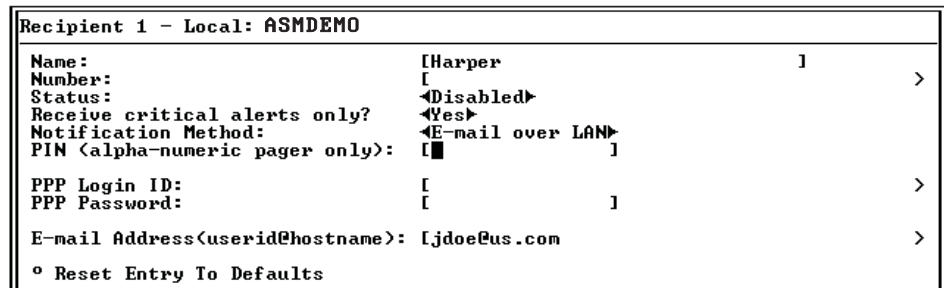 Recipient 1 - Local: ASMDEMO
Name: [Harper ]
Number: [ >
Status: ◄Disabled►
Receive critical alerts only? ◄Yes►
Notification Method: ◄E-mail over LAN►
PIN (alpha-numeric pager only): [█ ]
PPP Login ID: [ >
PPP Password: [ ]
E-mail Address(userid@hostname): [jdoe@us.com >
º Reset Entry To Defaults